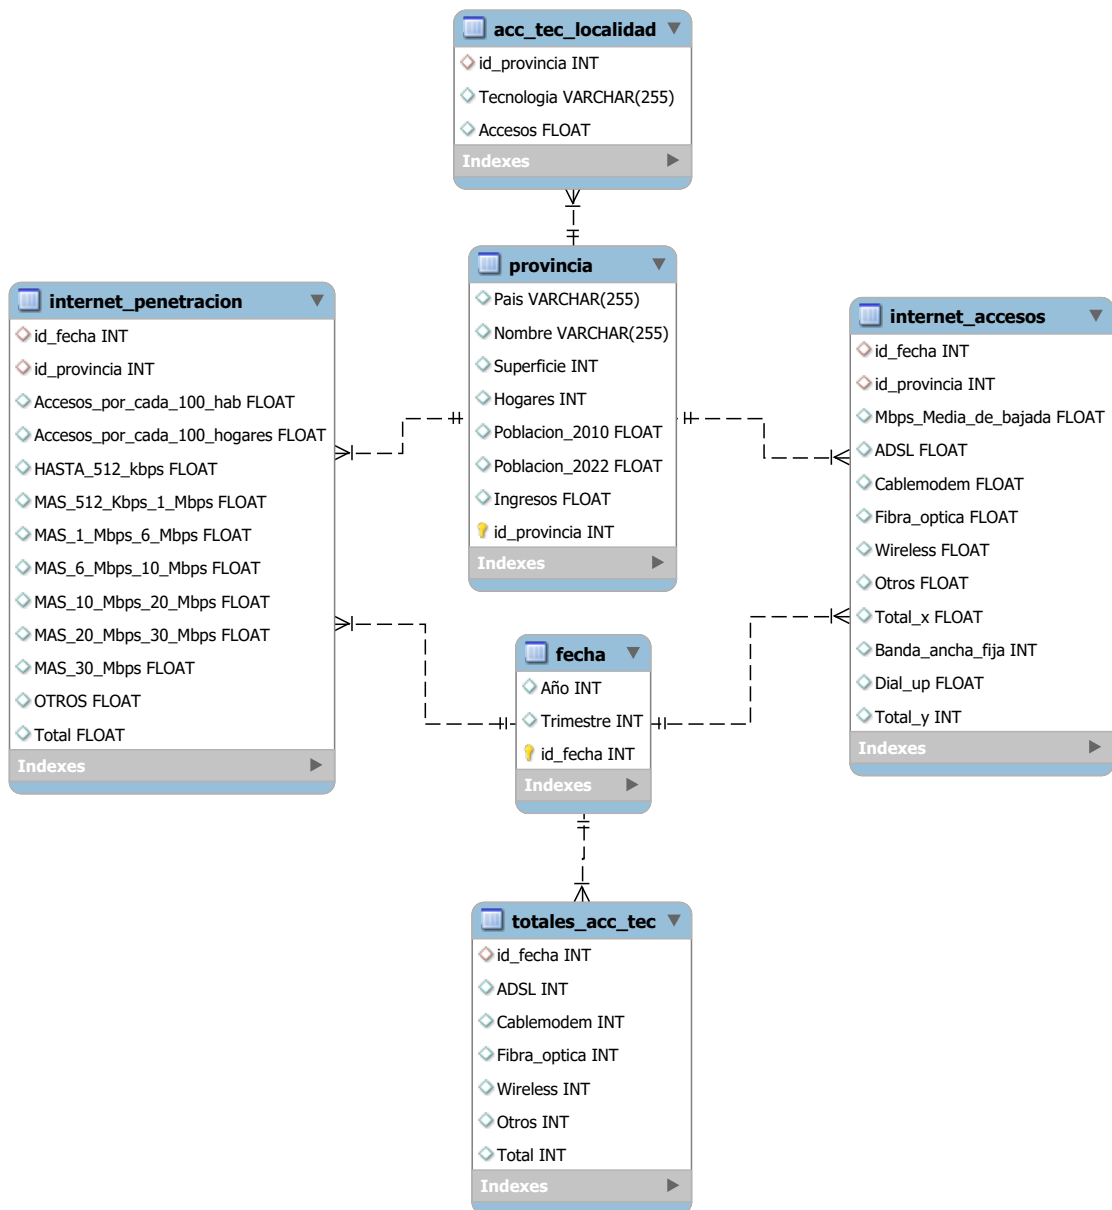 acc_tec_localidad
id_provincia INT
Tecnologia VARCHAR(255)
Accesos FLOAT
Indexes
provincia
Pais VARCHAR(255)
Nombre VARCHAR(255)
Superficie INT
Hogares INT
Poblacion_2010 FLOAT
Poblacion_2022 FLOAT
Ingresos FLOAT
id_provincia INT
Indexes
internet_penetracion
id_fecha INT
id_provincia INT
Accesos_por_cada_100_hab FLOAT
Accesos_por_cada_100_hogares FLOAT
HASTA_512_kbps FLOAT
MAS_512_Kbps_1_Mbps FLOAT
MAS_1_Mbps_6_Mbps FLOAT
MAS_6_Mbps_10_Mbps FLOAT
MAS_10_Mbps_20_Mbps FLOAT
MAS_20_Mbps_30_Mbps FLOAT
MAS_30_Mbps FLOAT
OTROS FLOAT
Total FLOAT
Indexes
internet_accesos
id_fecha INT
id_provincia INT
Mbps_Media_de_bajada FLOAT
ADSL FLOAT
Cablemodem FLOAT
Fibra_optica FLOAT
Wireless FLOAT
Otros FLOAT
Total_x FLOAT
Banda_ancha_fija INT
Dial_up FLOAT
Total_y INT
Indexes
fecha
Año INT
Trimestre INT
id_fecha INT
Indexes
totales_acc_tec
id_fecha INT
ADSL INT
Cablemodem INT
Fibra_optica INT
Wireless INT
Otros INT
Total INT
Indexes